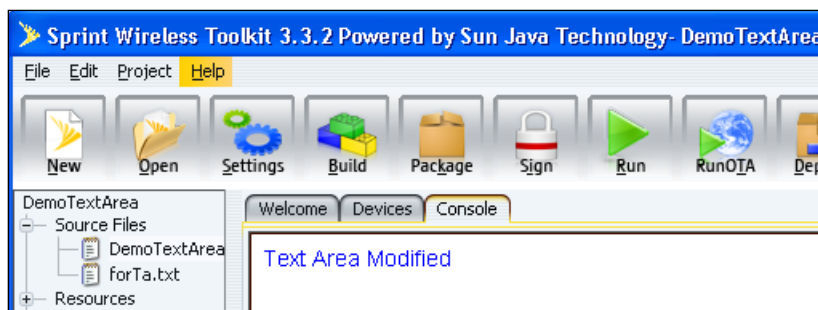 Sprint Wireless Toolkit 3.3.2 Powered by Sun Java Technology- DemoTextArea
File Edit Project Help
New Open Settings Build Package Sign Run RunOTA Dep
DemoTextArea
Welcome Devices Console
Source Files
DemoTextArea
Text Area Modified
forTa.txt
Resources